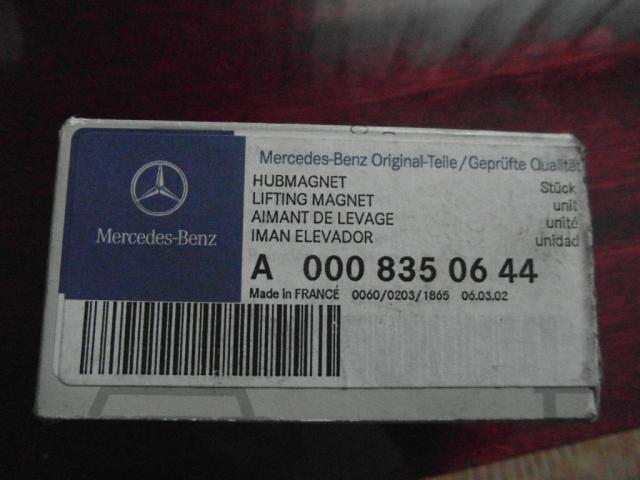 Mercedes-Benz
Mercedes-Benz Original-Teile/Geprüfte Qualität
HUBMAGNET Stück
LIFTING MAGNET unit
AIMANT DE LEVAGE unité
IMAN ELEVADOR unidad
A 000 835 06 44
Made in FRANCE 0060/0203/1865 06.03.02